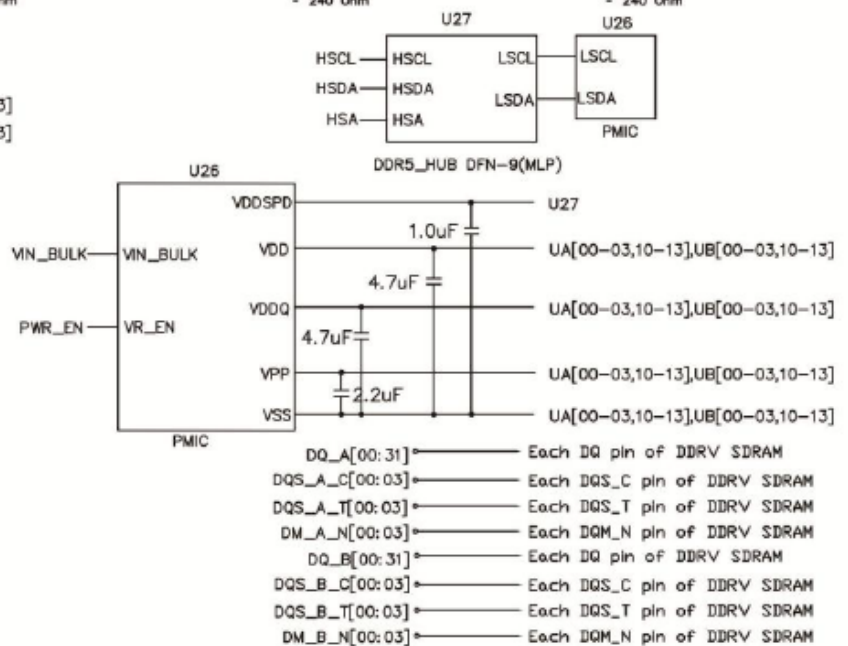 - 240 Ohm - 240 Ohm
U27 U26
HSCL HSCL LSCL LSCL
HSDA HSDA LSDA LSDA
HSA HSA
PMIC
DDR5_HUB DFN-9(MLP)
U26
VDDSPD U27
1.0uF
VIN_BULK VIN_BULK VDD UA[00-03,10-13],UB[00-03,10-13]
4.7uF
VDDQ UA[00-03,10-13],UB[00-03,10-13]
PWR_EN VR_EN
4.7uF
VPP UA[00-03,10-13],UB[00-03,10-13]
2.2uF
VSS UA[00-03,10-13],UB[00-03,10-13]
PMIC
DQ_A[00:31] Each DQ pin of DDRV SDRAM
DQS_A_C[00:03] Each DQS_C pin of DDRV SDRAM
DQS_A_T[00:03] Each DQS_T pin of DDRV SDRAM
DM_A_N[00:03] Each DQM_N pin of DDRV SDRAM
DQ_B[00:31] Each DQ pin of DDRV SDRAM
DQS_B_C[00:03] Each DQS_C pin of DDRV SDRAM
DQS_B_T[00:03] Each DQS_T pin of DDRV SDRAM
DM_B_N[00:03] Each DQM_N pin of DDRV SDRAM